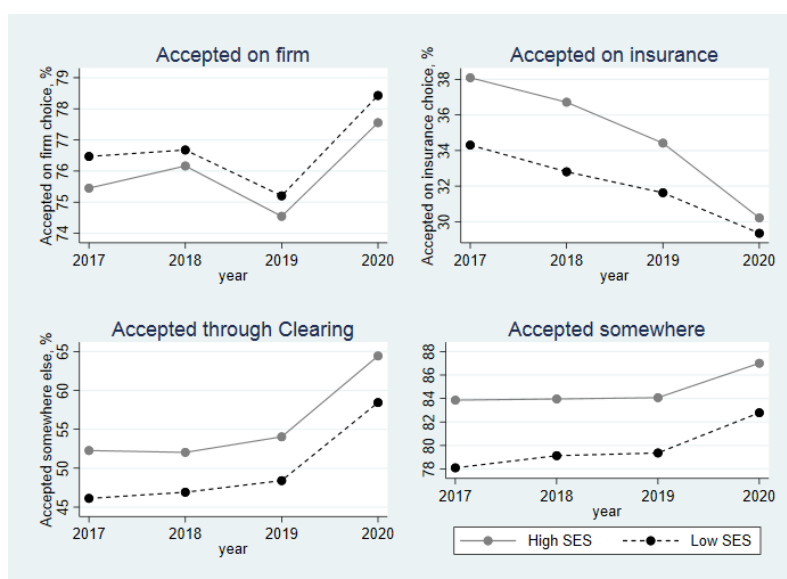 Accepted on firm
Accepted on firm choice, %
79
78
77
76
75
74
2017 2018 2019 2020
year
Accepted on insurance
Accepted on insurance choice, %
38
36
34
32
30
2017 2018 2019 2020
year
Accepted through Clearing
Accepted somewhere else, %
65
60
55
50
45
2017 2018 2019 2020
year
Accepted somewhere
88
86
84
82
80
78
2017 2018 2019 2020
year
High SES Low SES